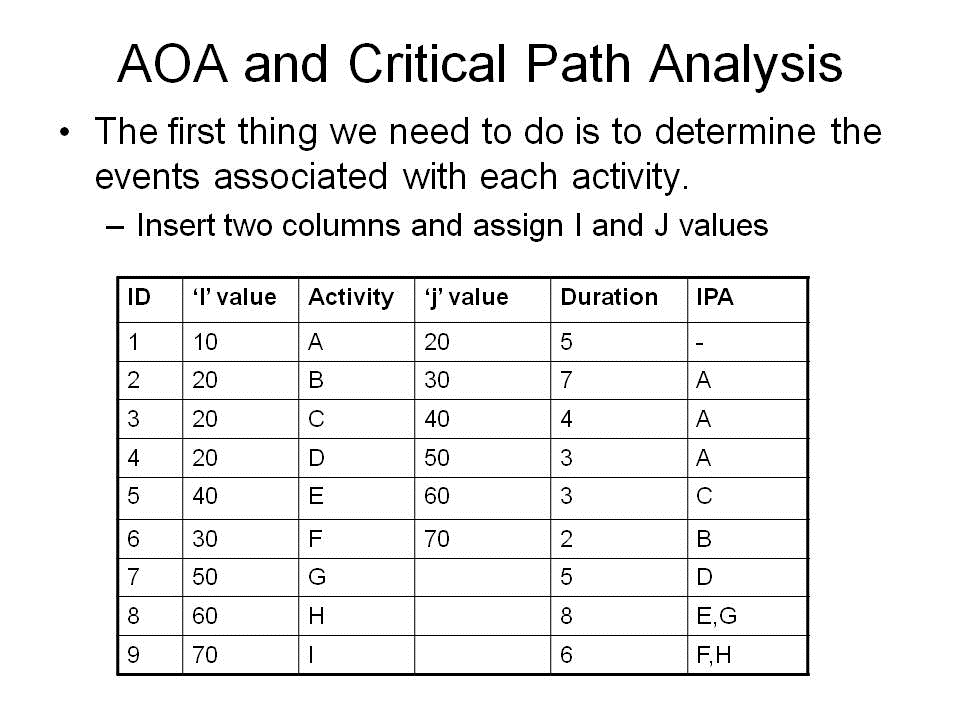 AOA and Critical Path Analysis
• The first thing we need to do is to determine the
events associated with each activity.
– Insert two columns and assign I and J values
ID ‘I’ value Activity ‘j’ value Duration IPA
1 10 A 20 5 -
2 20 B 30 7 A
3 20 C 40 4 A
4 20 D 50 3 A
5 40 E 60 3 C
6 30 F 70 2 B
7 50 G 5 D
8 60 H 8 E,G
9 70 I 6 F,H